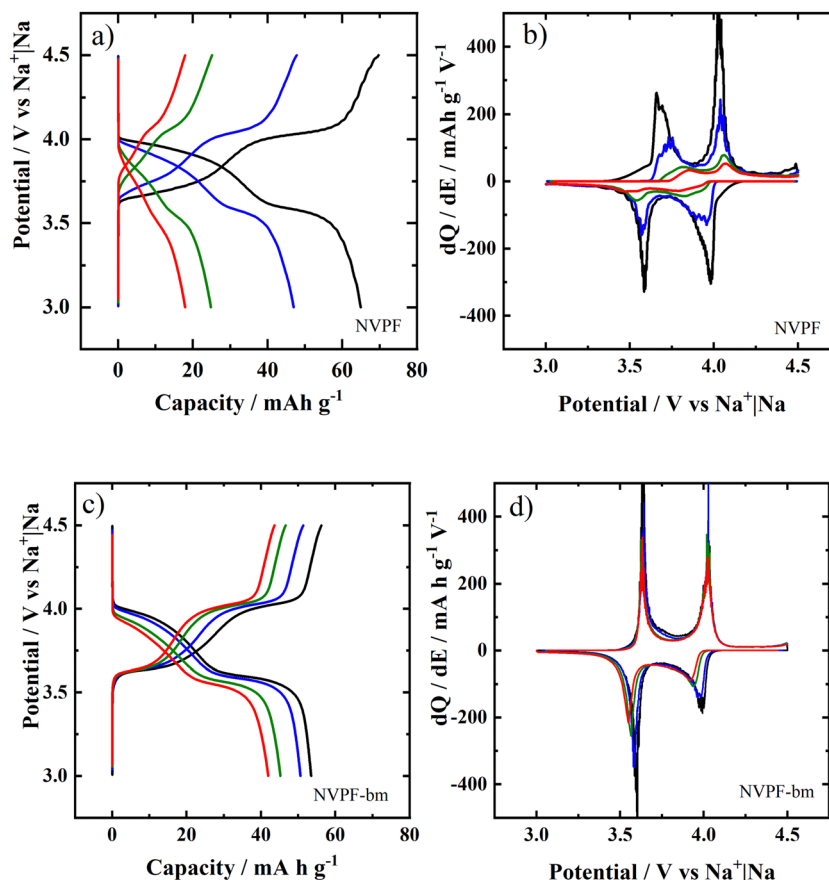 a)
4.5
4.0
3.5
3.0
Potential / V vs Na⁺|Na
0 20 40 60 80
Capacity / mAh g⁻¹
NVPF
b)
400
200
0
-200
-400
dQ / dE / mAh g⁻¹ V⁻¹
3.0 3.5 4.0 4.5
Potential / V vs Na⁺|Na
NVPF
c)
4.5
4.0
3.5
3.0
Potential / V vs Na⁺|Na
0 20 40 60 80
Capacity / mA h g⁻¹
NVPF-bm
d)
400
200
0
-200
-400
dQ / dE / mA h g⁻¹ V⁻¹
3.0 3.5 4.0 4.5
Potential / V vs Na⁺|Na
NVPF-bm